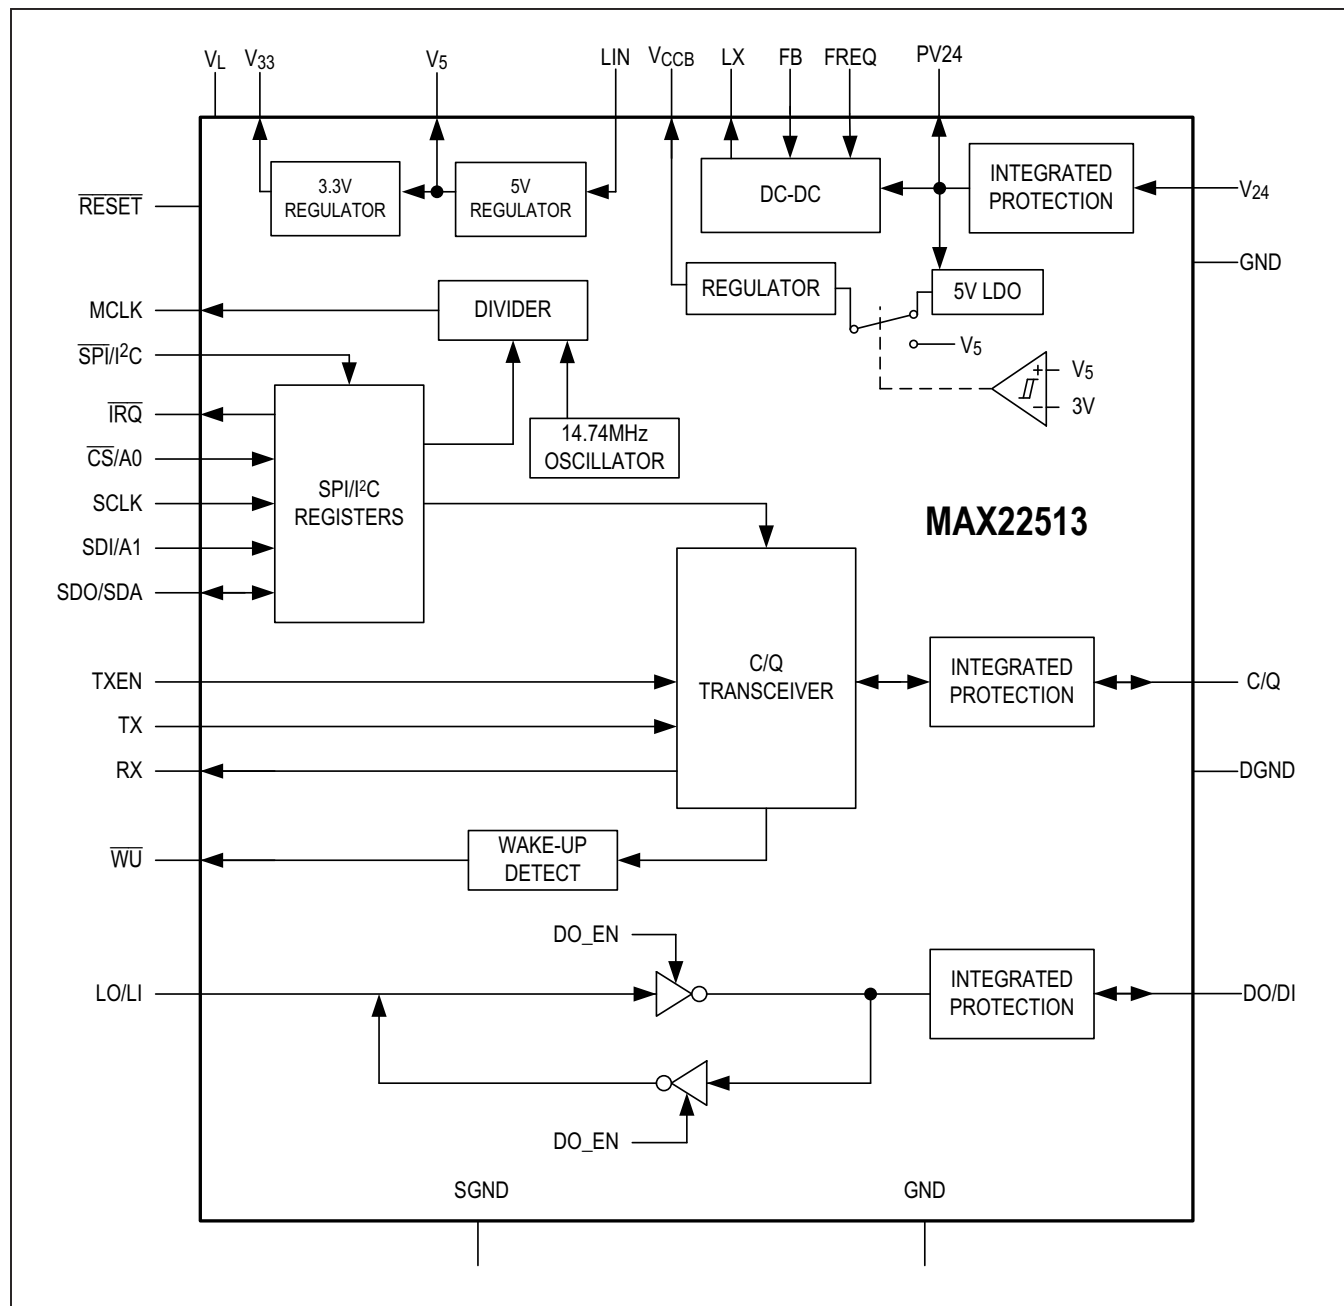 VL V33 V5 LIN VCCB LX FB FREQ PV24
3.3V
REGULATOR
5V
REGULATOR
DC-DC
INTEGRATED
PROTECTION
RESET
V24
GND
REGULATOR
5V LDO
MCLK
DIVIDER
V5
SPI/I²C
V5
+
3V
−
IRQ
14.74MHz
OSCILLATOR
CS/A0
SCLK
SPI/I²C
REGISTERS
MAX22513
SDI/A1
SDO/SDA
TXEN
C/Q
TRANSCEIVER
INTEGRATED
PROTECTION
C/Q
TX
RX
DGND
WU
WAKE-UP
DETECT
DO_EN
LO/LI
INTEGRATED
PROTECTION
DO/DI
DO_EN
SGND
GND